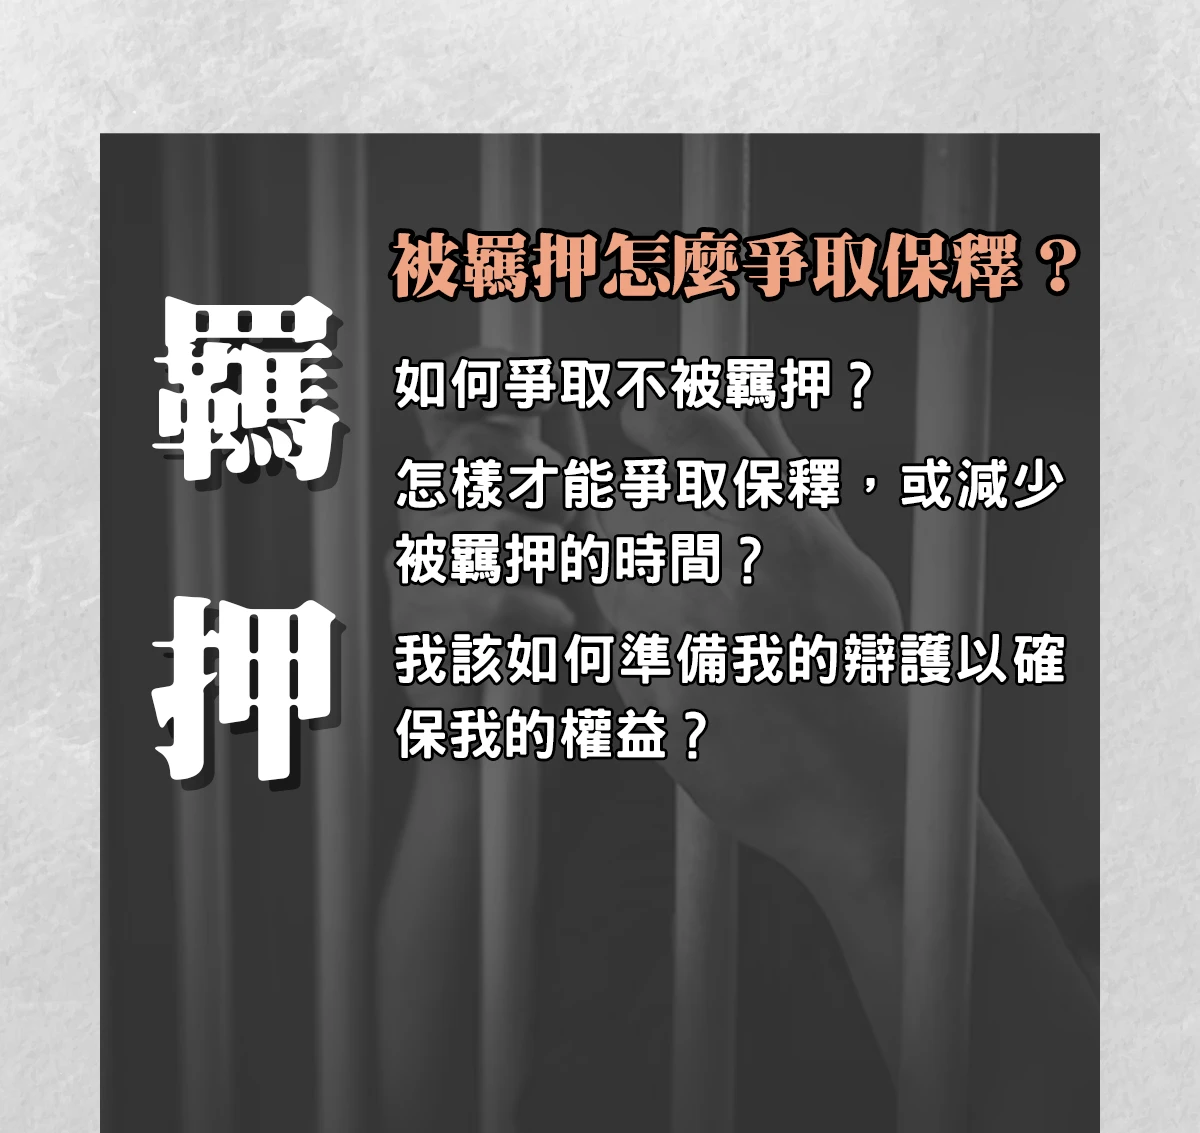 羈押
被羈押怎麼爭取保釋？
如何爭取不被羈押？
怎樣才能爭取保釋，或減少
被羈押的時間？
我該如何準備我的辯護以確
保我的權益？